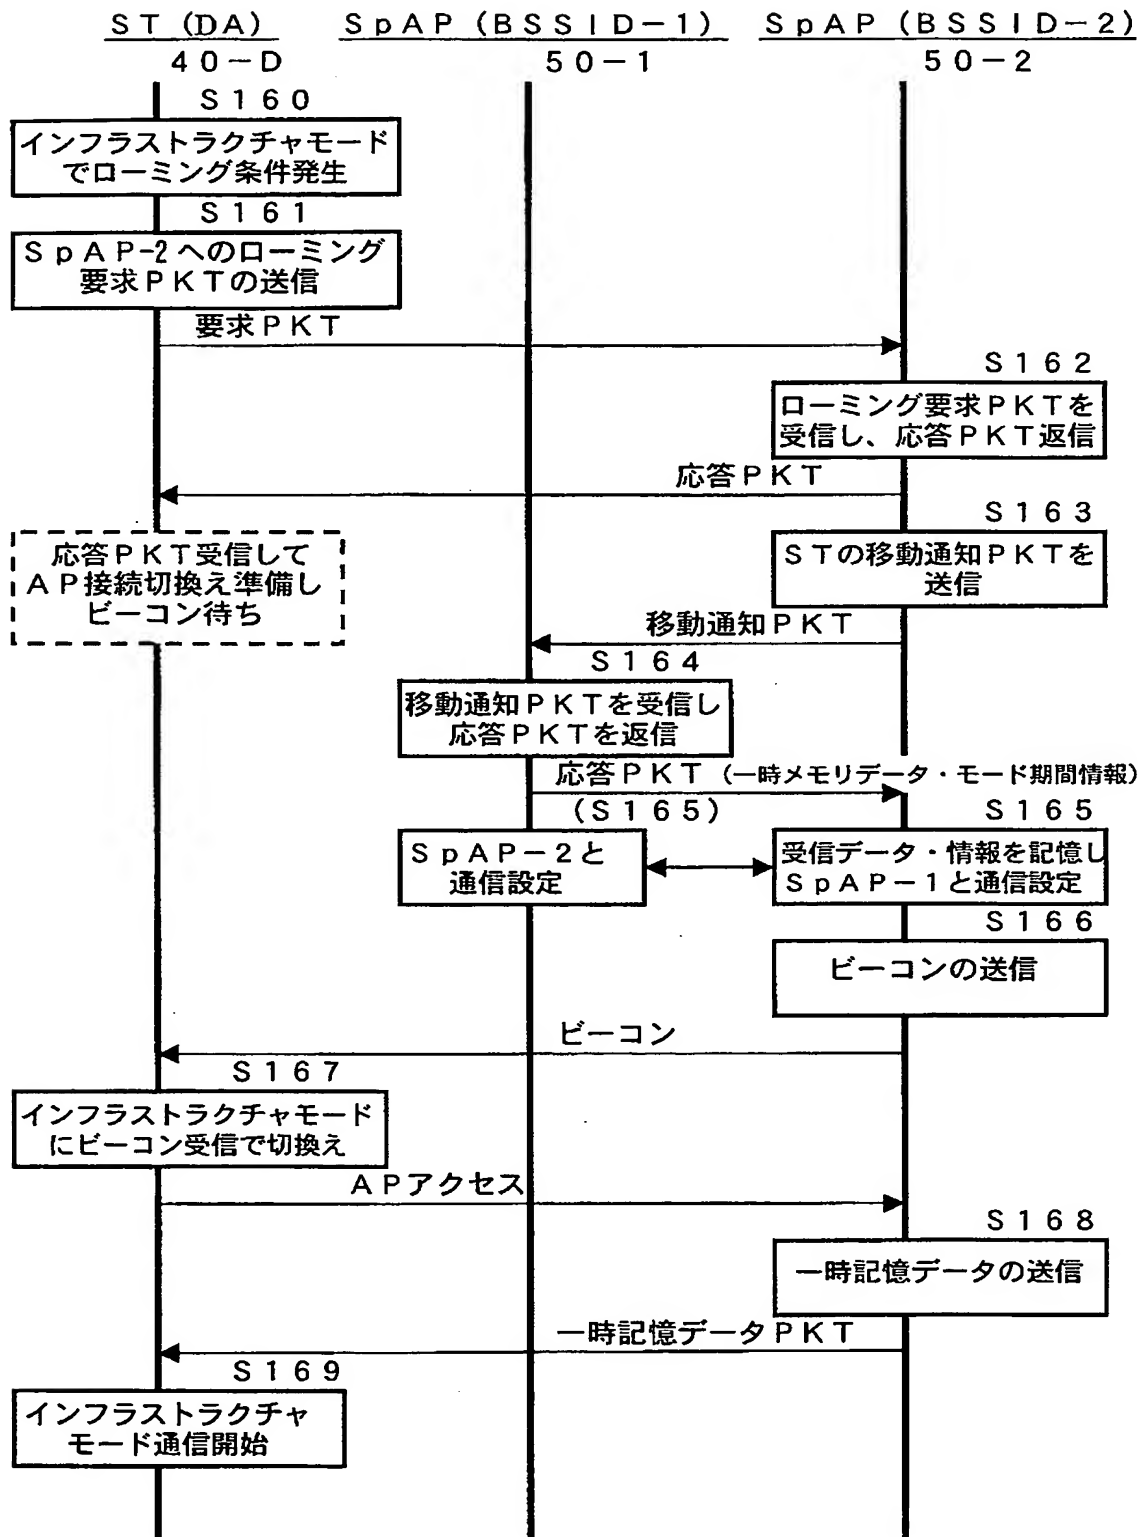 ST(DA) SpAP(BSSID-1) SpAP(BSSID-2)
40-D 50-1 50-2
S160
インフラストラクチャモード
でローミング条件発生
S161
SpAP-2へのローミング
要求PKTの送信
要求PKT
S162
ローミング要求PKTを
受信し、応答PKT返信
応答PKT
S163
応答PKT受信して
AP接続切換え準備し
ビーコン待ち
STの移動通知PKTを
送信
移動通知PKT
S164
移動通知PKTを受信し
応答PKTを返信
応答PKT(一時メモリデータ・モード期間情報)
(S165)
SpAP-2と
通信設定
S165
受信データ・情報を記憶し
SpAP-1と通信設定
S166
ビーコンの送信
ビーコン
S167
インフラストラクチャモード
にビーコン受信で切換え
APアクセス
S168
一時記憶データの送信
一時記憶データPKT
S169
インフラストラクチャ
モード通信開始